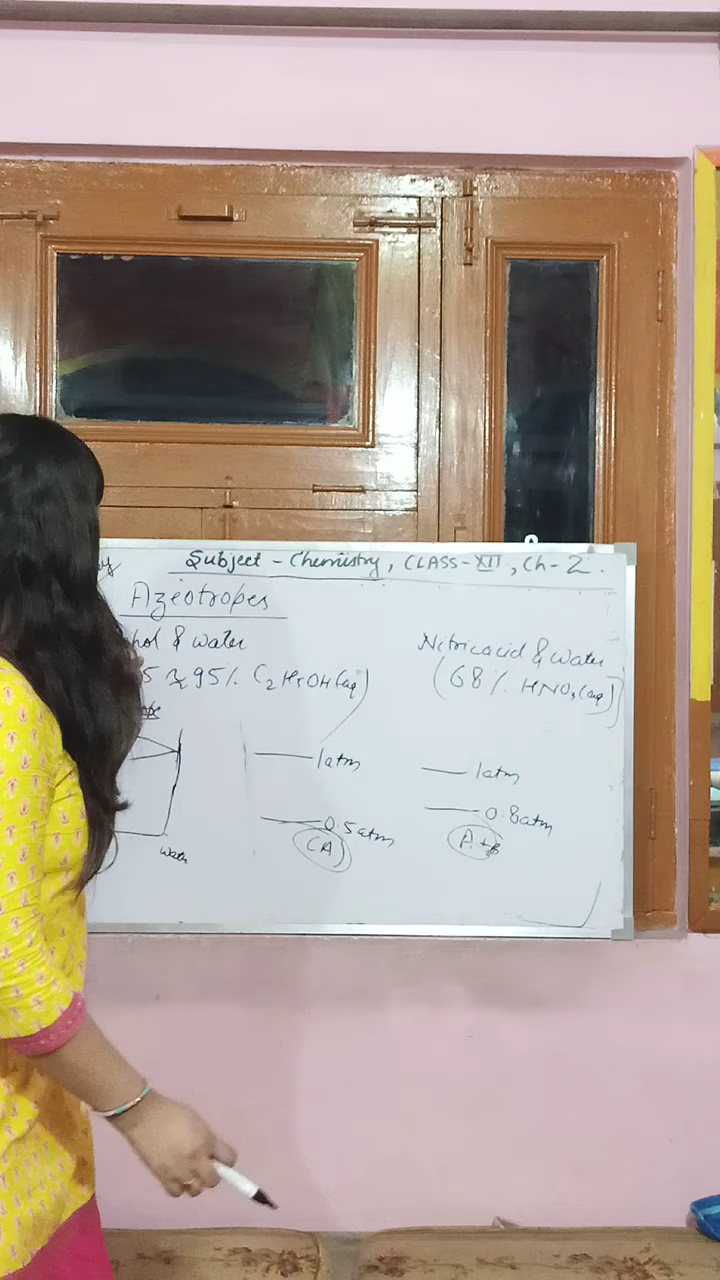 Subject - Chemistry, CLASS-XII, Ch-2.
Azeotropes
hol & water
5 % 95% C2H5OH(aq)
Nitric acid & water
(68% HNO3(aq)]
1atm
0.5atm
(A)
1atm
0.8atm
A+B
Water